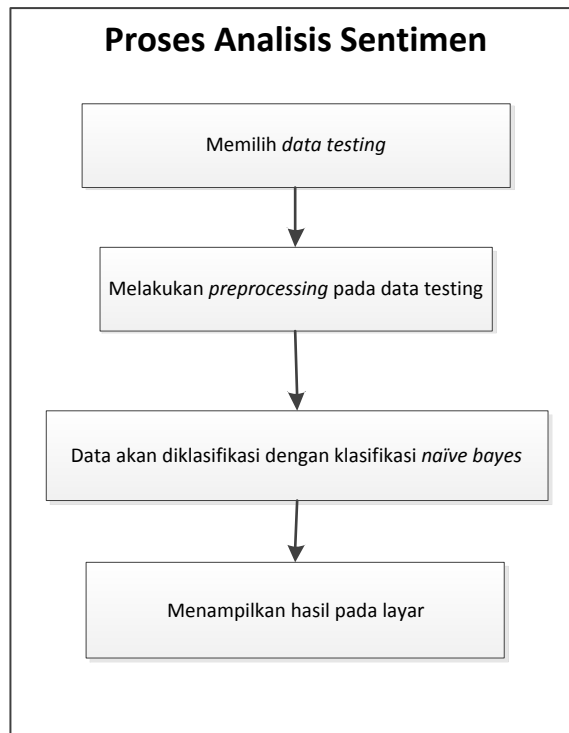 Proses Analisis Sentimen
Memilih data testing
Melakukan preprocessing pada data testing
Data akan diklasifikasi dengan klasifikasi naïve bayes
Menampilkan hasil pada layar